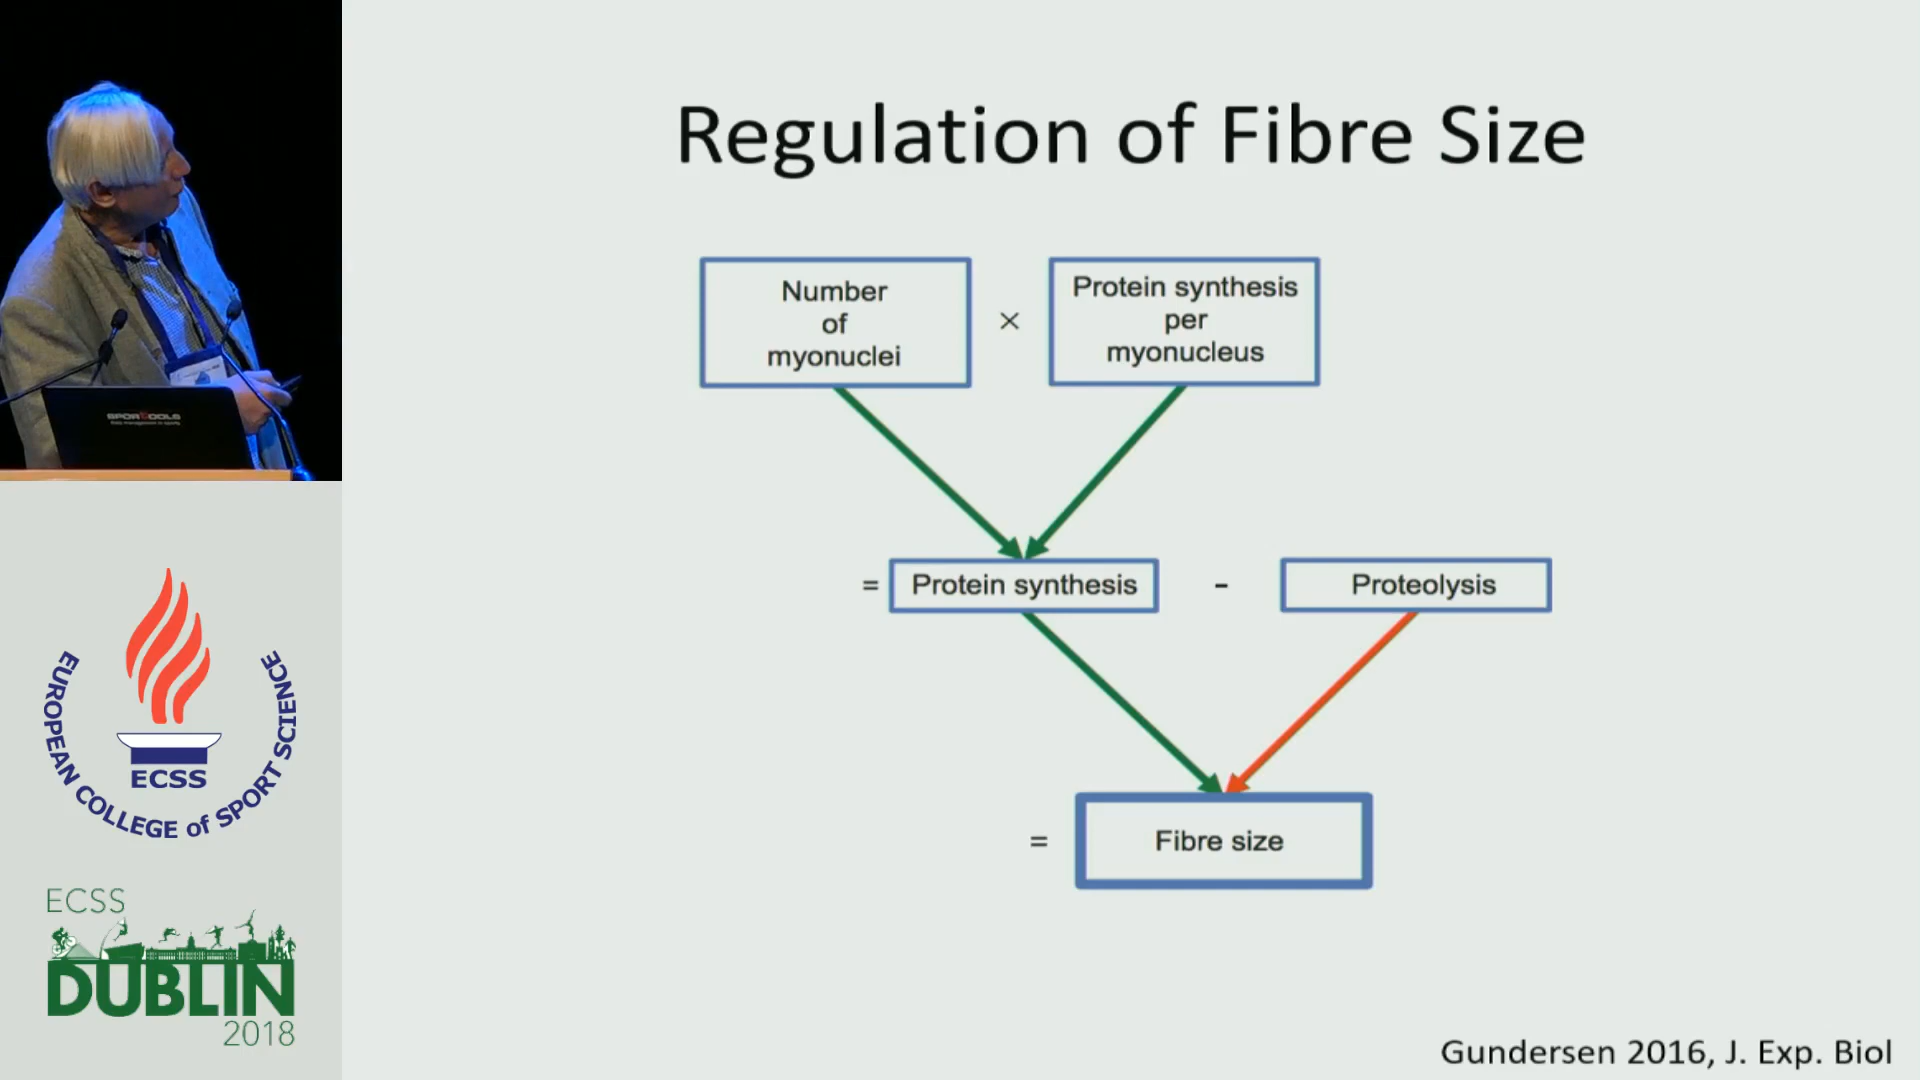 Regulation of Fibre Size
Number
of
myonuclei
×
Protein synthesis
per
myonucleus
= Protein synthesis - Proteolysis
= Fibre size
Gundersen 2016, J. Exp. Biol
EUROPEAN COLLEGE of SPORT SCIENCE
ECSS
ECSS
DUBLIN
2018